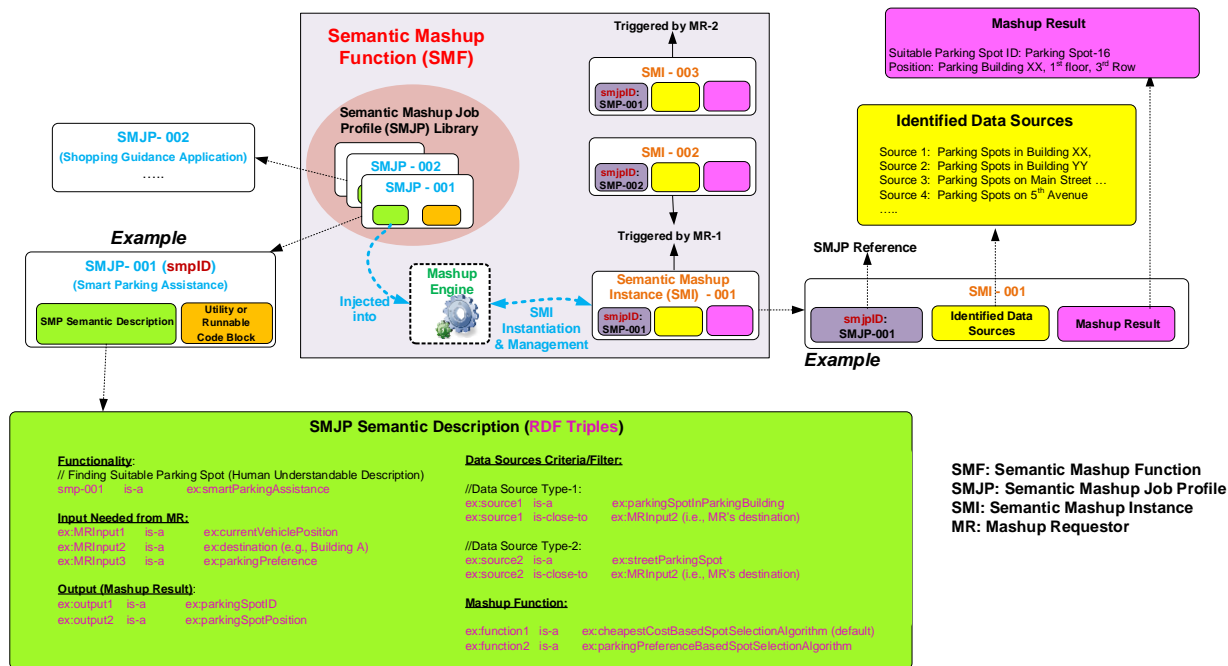 Semantic Mashup
Function (SMF)
Semantic Mashup Job
Profile (SMJP) Library
SMJP - 002
SMJP - 001
Mashup
Engine
Injected
into
SMI
Instantiation
& Management
Triggered by MR-2
SMI - 003
smjpID:
SMP-001
SMI - 002
smjpID:
SMP-002
Triggered by MR-1
Semantic Mashup
Instance (SMI) - 001
smjpID:
SMP-001
SMJP- 002
(Shopping Guidance Application)
…..
Example
SMJP- 001 (smpID)
(Smart Parking Assistance)
SMP Semantic Description
Utility or
Runnable
Code Block
Mashup Result
Suitable Parking Spot ID: Parking Spot-16
Position: Parking Building XX, 1st floor, 3rd Row
Identified Data Sources
Source 1: Parking Spots in Building XX,
Source 2: Parking Spots in Building YY
Source 3: Parking Spots on Main Street …
Source 4: Parking Spots on 5th Avenue
…..
SMJP Reference
SMI - 001
smjpID:
SMJP-001
Identified Data
Sources
Mashup Result
Example
SMJP Semantic Description (RDF Triples)
Functionality:
// Finding Suitable Parking Spot (Human Understandable Description)
smp-001 is-a ex:smartParkingAssistance
Input Needed from MR:
ex:MRInput1 is-a ex:currentVehiclePosition
ex:MRInput2 is-a ex:destination (e.g., Building A)
ex:MRInput3 is-a ex:parkingPreference
Output (Mashup Result):
ex:output1 is-a ex:parkingSpotID
ex:output2 is-a ex:parkingSpotPosition
Data Sources Criteria/Filter:
//Data Source Type-1:
ex:source1 is-a ex:parkingSpotInParkingBuilding
ex:source1 is-close-to ex:MRInput2 (i.e., MR's destination)
//Data Source Type-2:
ex:source2 is-a ex:streetParkingSpot
ex:source2 is-close-to ex:MRInput2 (i.e., MR's destination)
Mashup Function:
ex:function1 is-a ex:cheapestCostBasedSpotSelectionAlgorithm (default)
ex:function2 is-a ex:parkingPreferenceBasedSpotSelectionAlgorithm
SMF: Semantic Mashup Function
SMJP: Semantic Mashup Job Profile
SMI: Semantic Mashup Instance
MR: Mashup Requestor